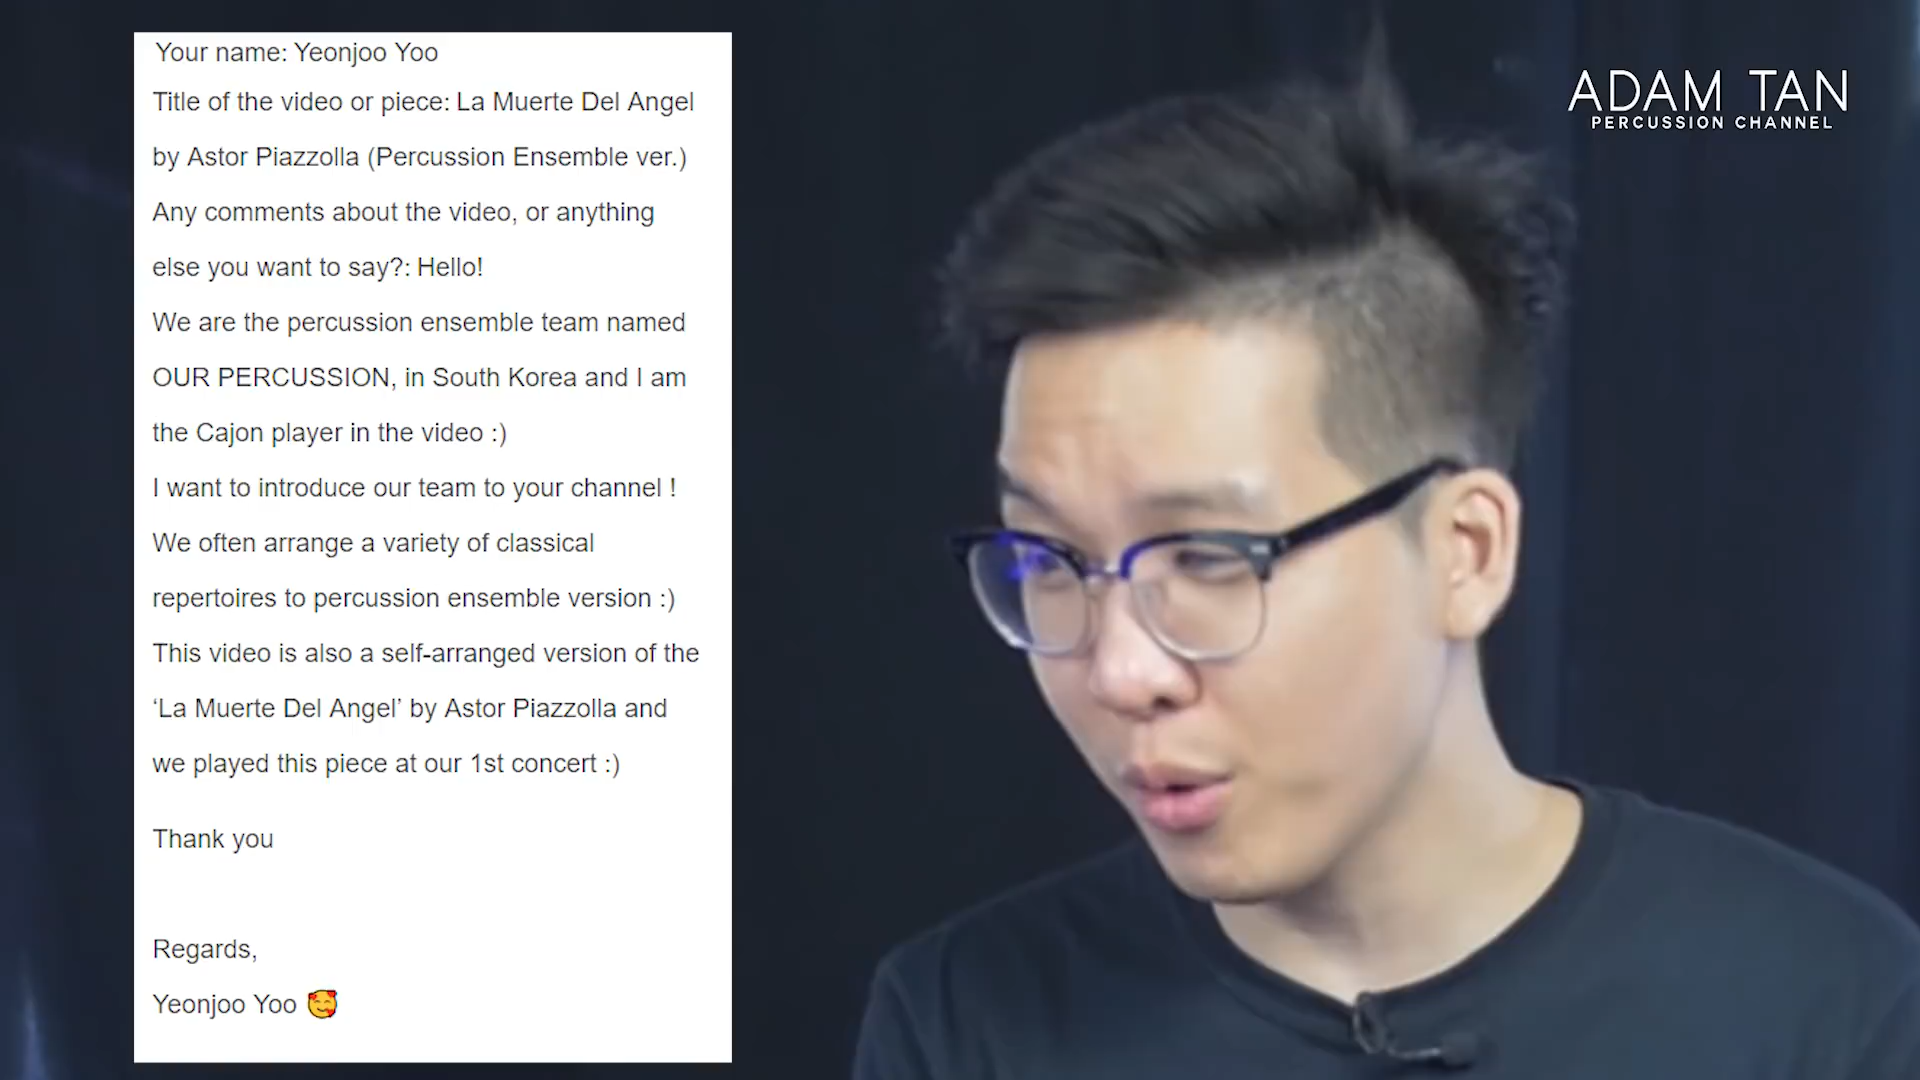 Your name: Yeonjoo Yoo
Title of the video or piece: La Muerte Del Angel
by Astor Piazzolla (Percussion Ensemble ver.)
Any comments about the video, or anything
else you want to say?: Hello!
We are the percussion ensemble team named
OUR PERCUSSION, in South Korea and I am
the Cajon player in the video :)
I want to introduce our team to your channel !
We often arrange a variety of classical
repertoires to percussion ensemble version :)
This video is also a self-arranged version of the
‘La Muerte Del Angel’ by Astor Piazzolla and
we played this piece at our 1st concert :)
Thank you
Regards,
Yeonjoo Yoo 🥰
ADAM TAN
PERCUSSION CHANNEL